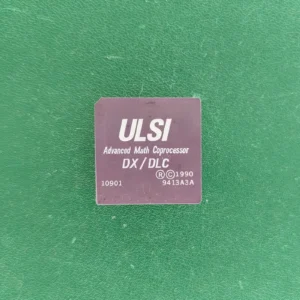 ULSI
Advanced Math Coprocessor
DX/DLC
Ⓡ Ⓒ 1990
10901 9413A3A